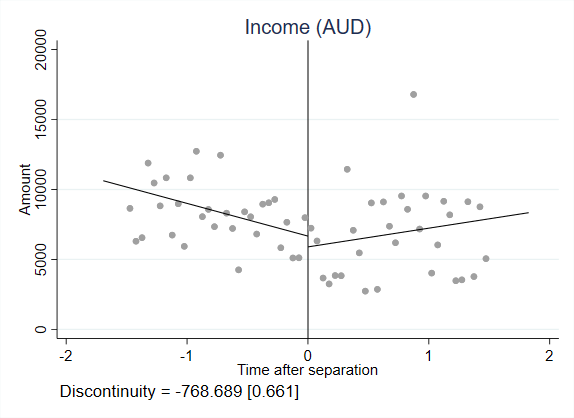 Income (AUD)
20000
15000
10000
5000
0
Amount
-2
-1
0
1
2
Time after separation
Discontinuity = -768.689 [0.661]